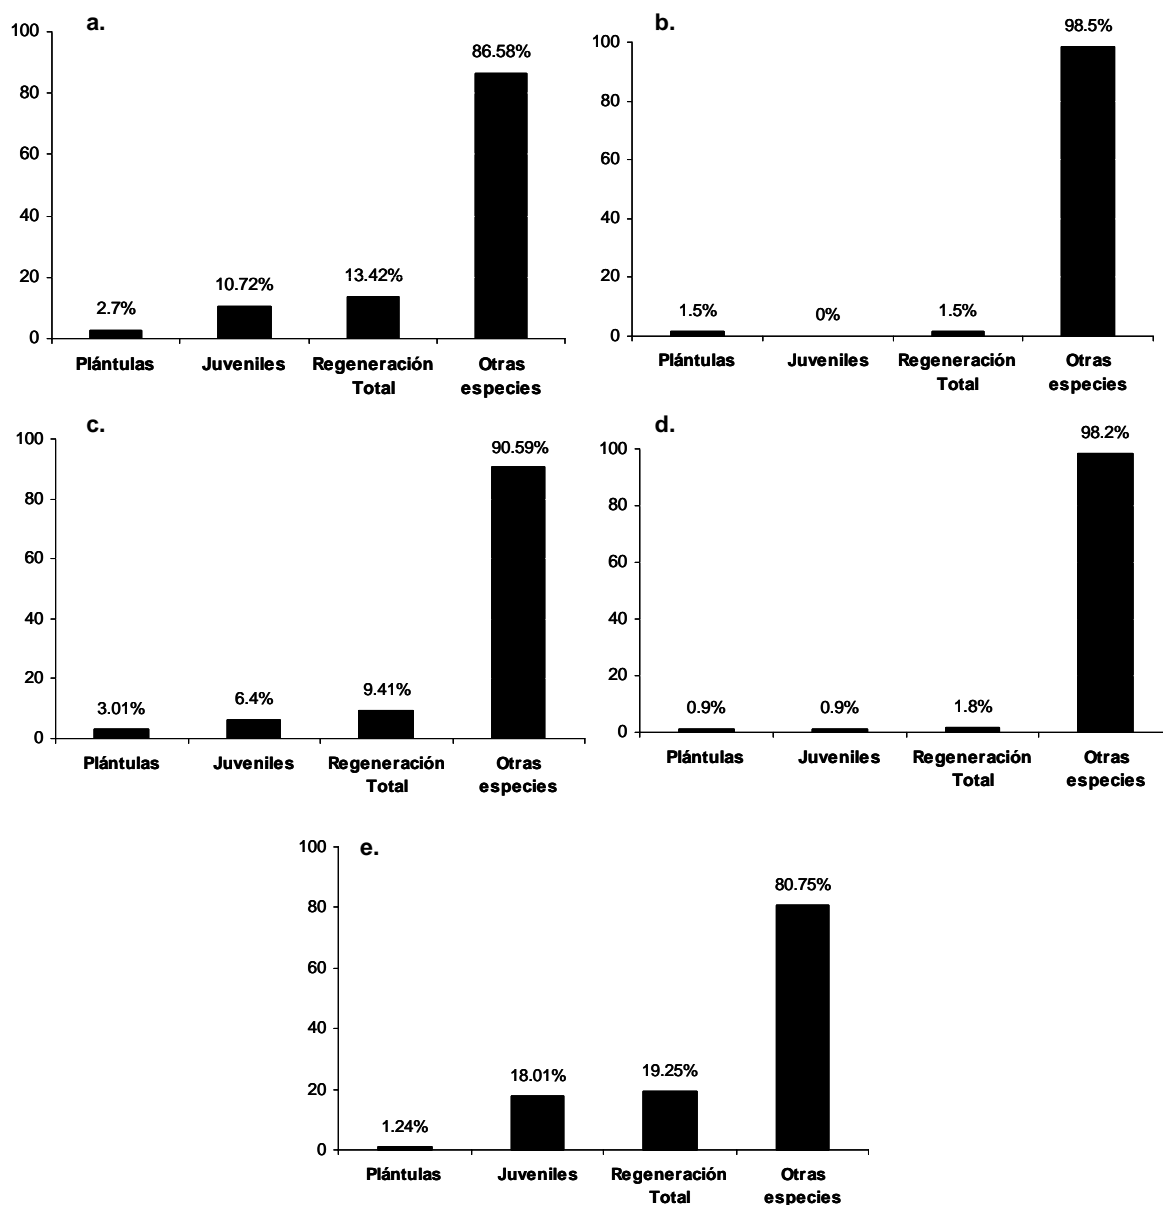 a.
100
80
60
40
20
0
2.7%
10.72%
13.42%
86.58%
Plántulas
Juveniles
Regeneración
Total
Otras
especies
b.
100
80
60
40
20
0
1.5%
0%
1.5%
98.5%
Plántulas
Juveniles
Regeneración
Total
Otras
especies
c.
100
80
60
40
20
0
3.01%
6.4%
9.41%
90.59%
Plántulas
Juveniles
Regeneración
Total
Otras
especies
d.
100
80
60
40
20
0
0.9%
0.9%
1.8%
98.2%
Plántulas
Juveniles
Regeneración
Total
Otras
especies
e.
100
80
60
40
20
0
1.24%
18.01%
19.25%
80.75%
Plántulas
Juveniles
Regeneración
Total
Otras
especies